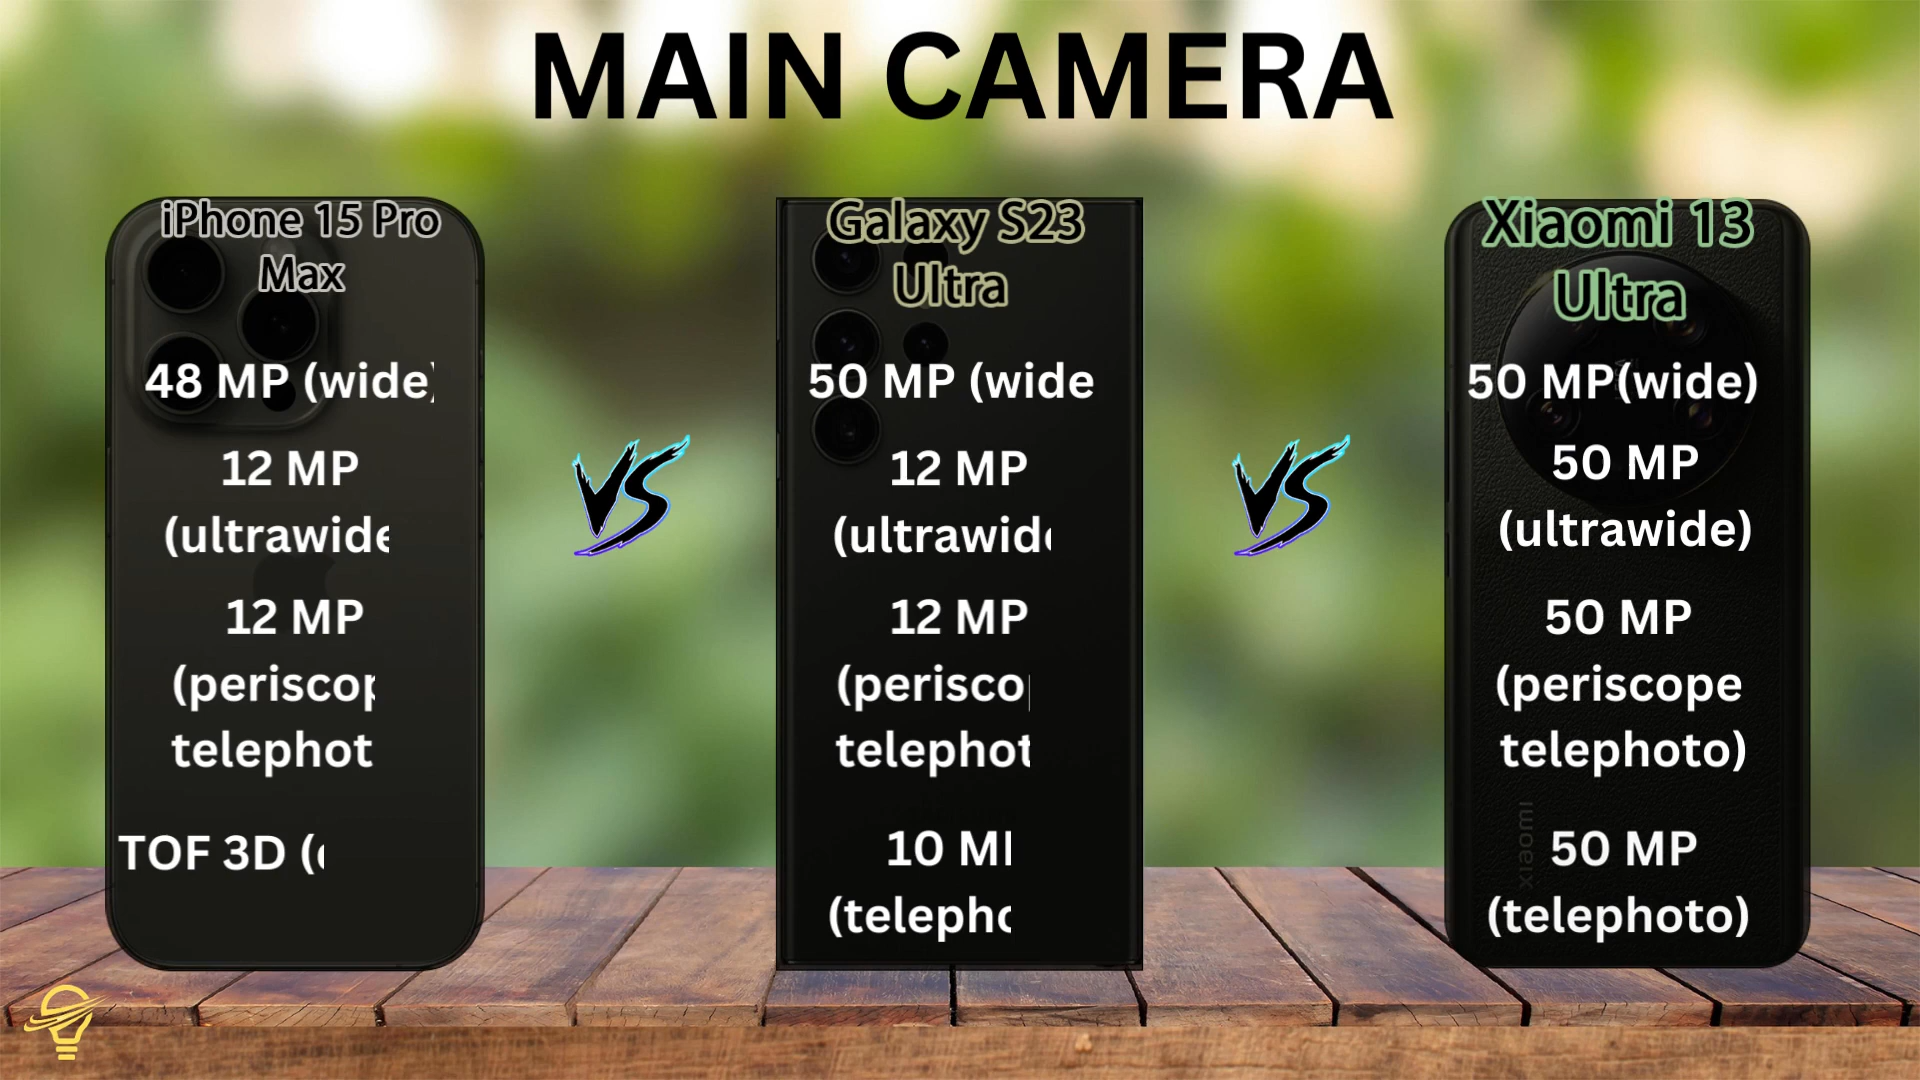 MAIN CAMERA
iPhone 15 Pro
Max
48 MP (wide)
12 MP
(ultrawide
12 MP
(periscop
telephot
TOF 3D (
VS
Galaxy S23
Ultra
50 MP (wide
12 MP
(ultrawid
12 MP
(perisco
telephot
10 M
(teleph
VS
Xiaomi 13
Ultra
50 MP(wide)
50 MP
(ultrawide)
50 MP
(periscope
telephoto)
50 MP
(telephoto)
xiaomi